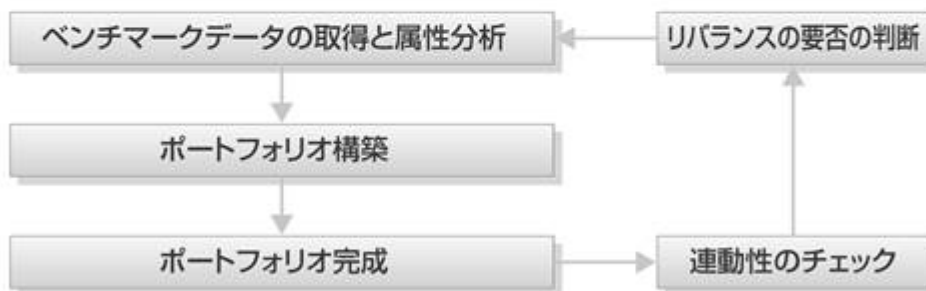 ベンチマークデータの取得と属性分析
リバランスの要否の判断
ポートフォリオ構築
ポートフォリオ完成
連動性のチェック